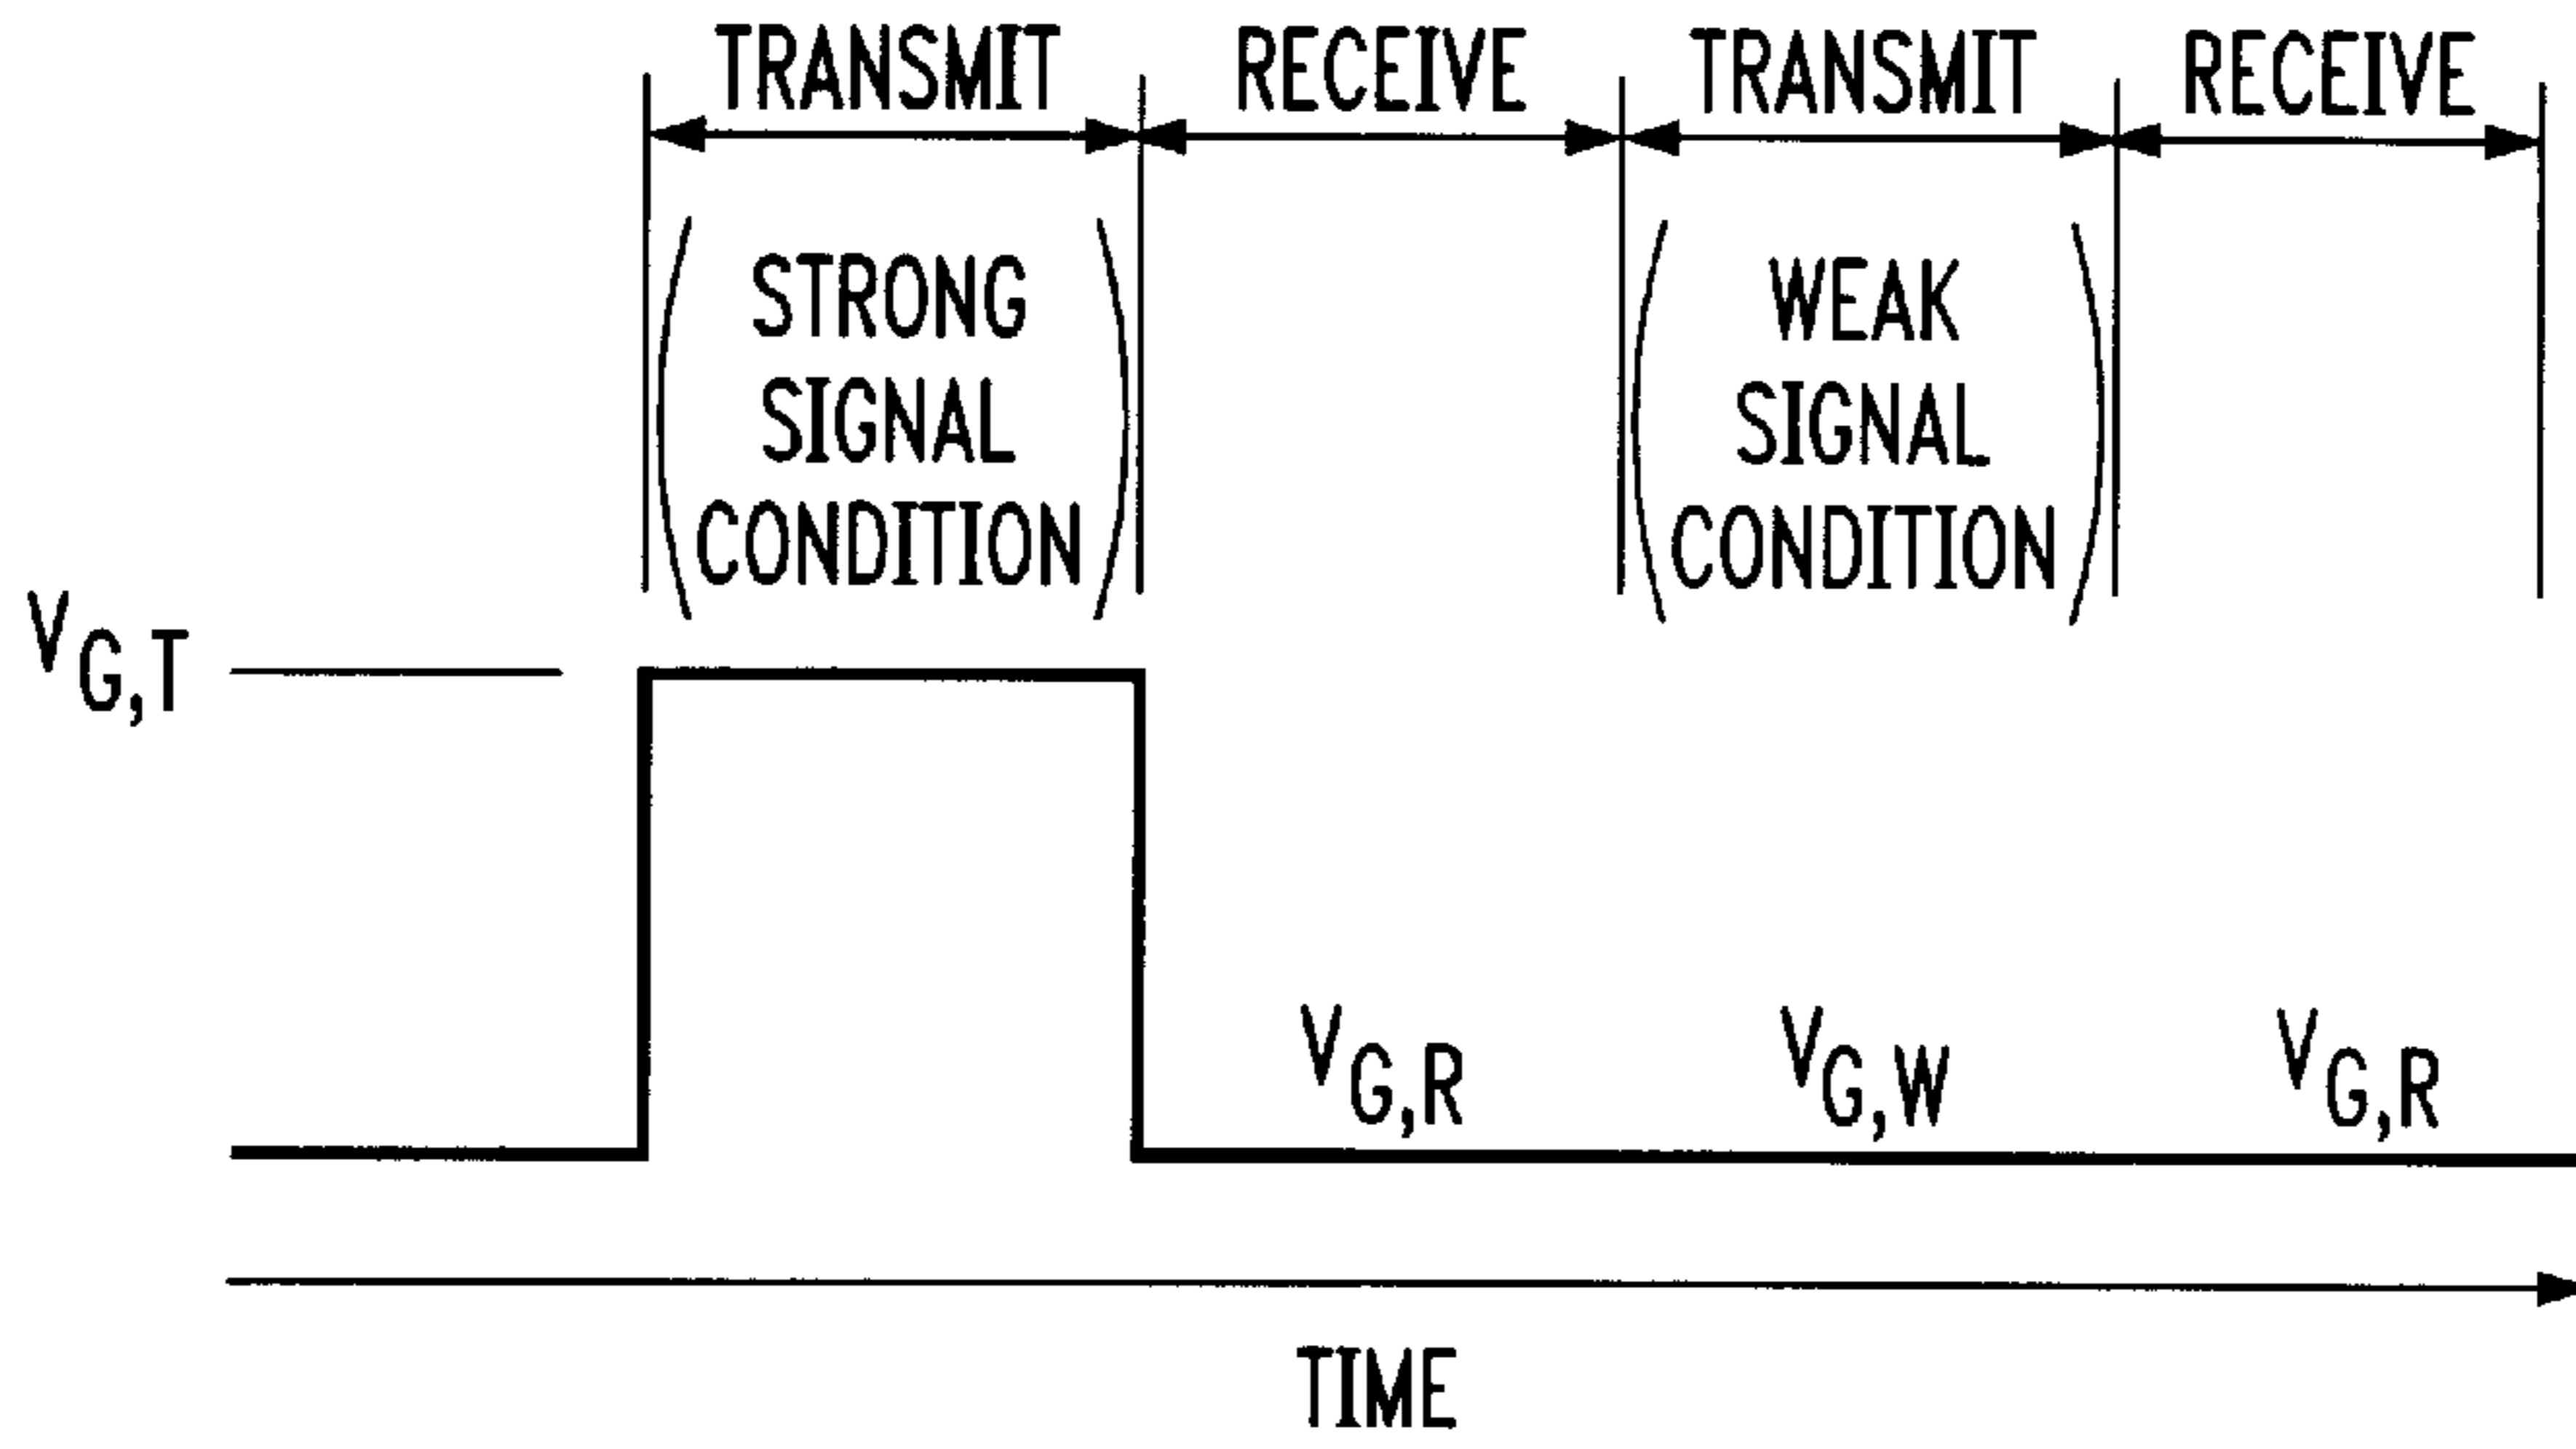 TRANSMIT RECEIVE TRANSMIT RECEIVE
STRONG
SIGNAL
CONDITION
WEAK
SIGNAL
CONDITION
VG,T
VG,R VG,W VG,R
TIME